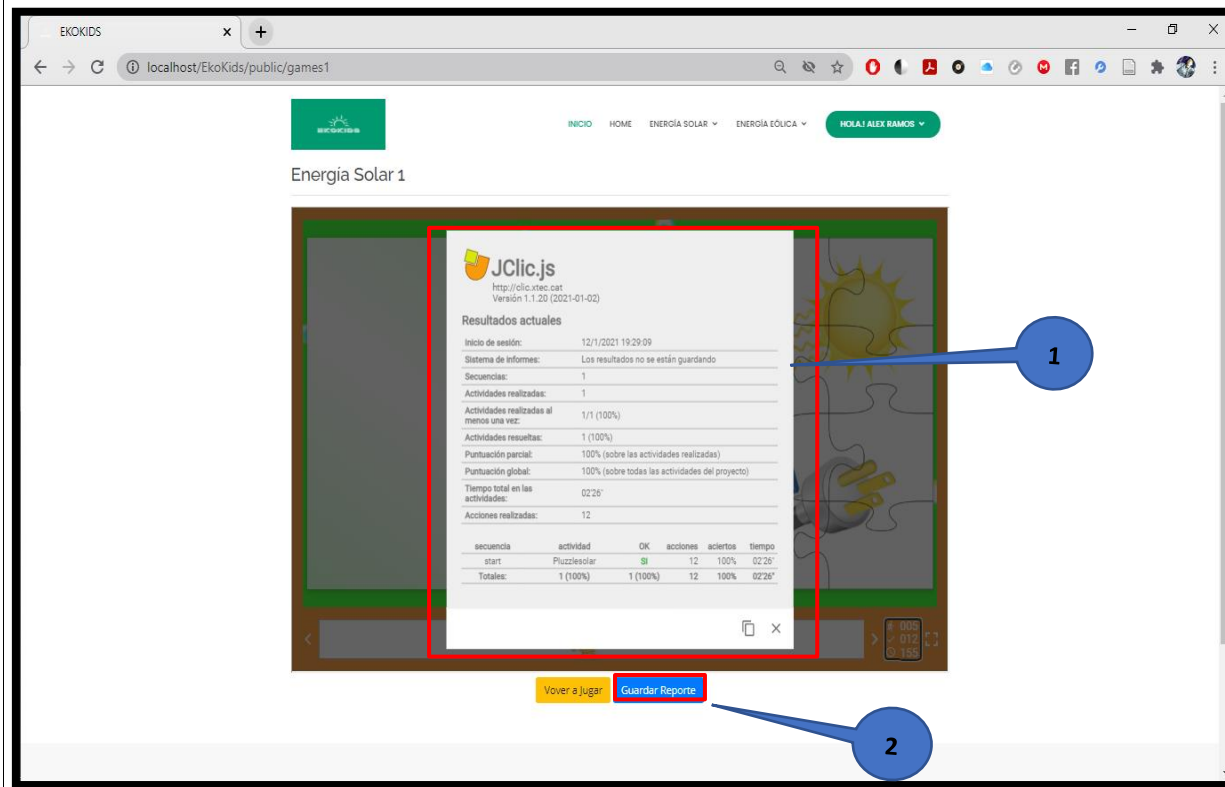 EKOKIDS
localhost/EkoKids/public/games1
EKOKIDS
INICIO HOME ENERGÍA SOLAR ENERGÍA EÓLICA HOLA.! ALEX RAMOS
Energía Solar 1
JClic.js
http://clic.xtec.cat
Versión 1.1.20 (2021-01-02)
Resultados actuales
Inicio de sesión: 12/1/2021 19:29:09
Sistema de informes: Los resultados no se están guardando
Secuencias: 1
Actividades realizadas: 1
Actividades realizadas al
menos una vez: 1/1 (100%)
Actividades resueltas: 1 (100%)
Puntuación parcial: 100% (sobre las actividades realizadas)
Puntuación global: 100% (sobre todas las actividades del proyecto)
Tiempo total en las
actividades: 02'26"
Acciones realizadas: 12
secuencia actividad OK acciones aciertos tiempo
start Pluzzlesolar SI 12 100% 02'26"
Totales: 1 (100%) 1 (100%) 12 100% 02'26"
005
012
155
Vover a Jugar Guardar Reporte
1
2